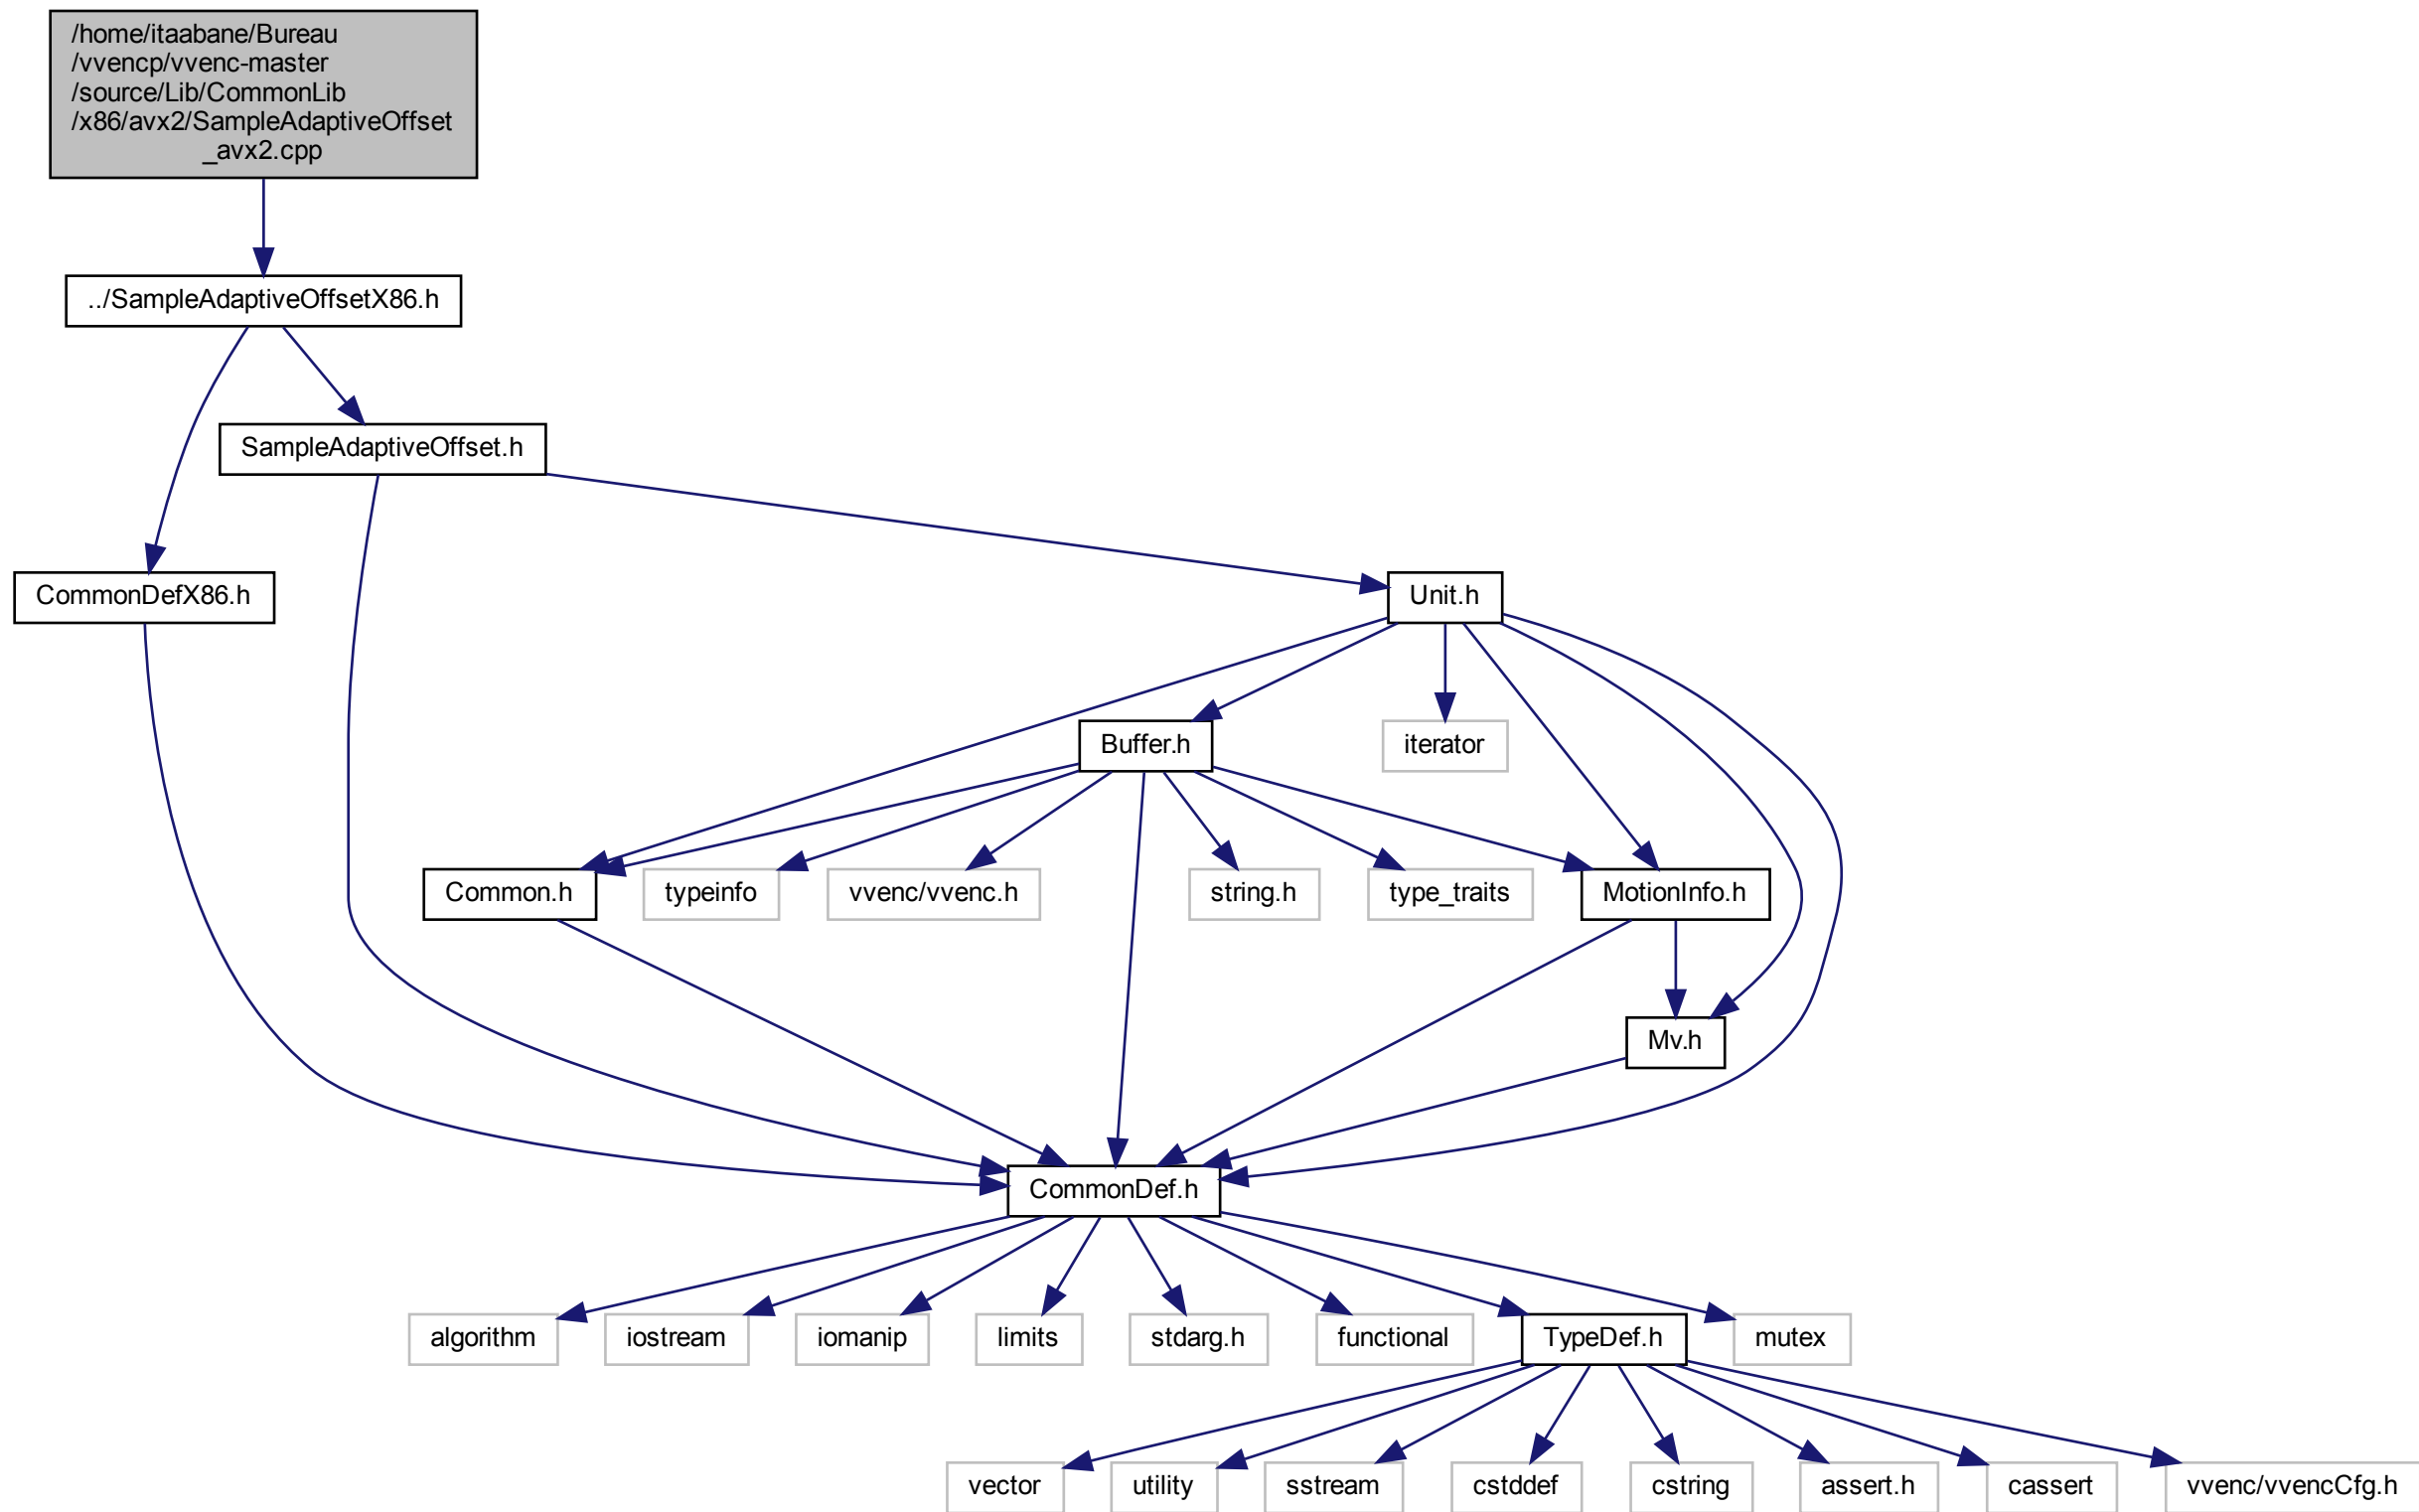 /home/itaabane/Bureau
/vvencp/vvenc-master
/source/Lib/CommonLib
/x86/avx2/SampleAdaptiveOffset
_avx2.cpp
../SampleAdaptiveOffsetX86.h
SampleAdaptiveOffset.h
CommonDefX86.h
Unit.h
Buffer.h
iterator
Common.h
typeinfo
vvenc/vvenc.h
string.h
type_traits
MotionInfo.h
Mv.h
CommonDef.h
algorithm
iostream
iomanip
limits
stdarg.h
functional
TypeDef.h
mutex
vector
utility
sstream
cstddef
cstring
assert.h
cassert
vvenc/vvencCfg.h